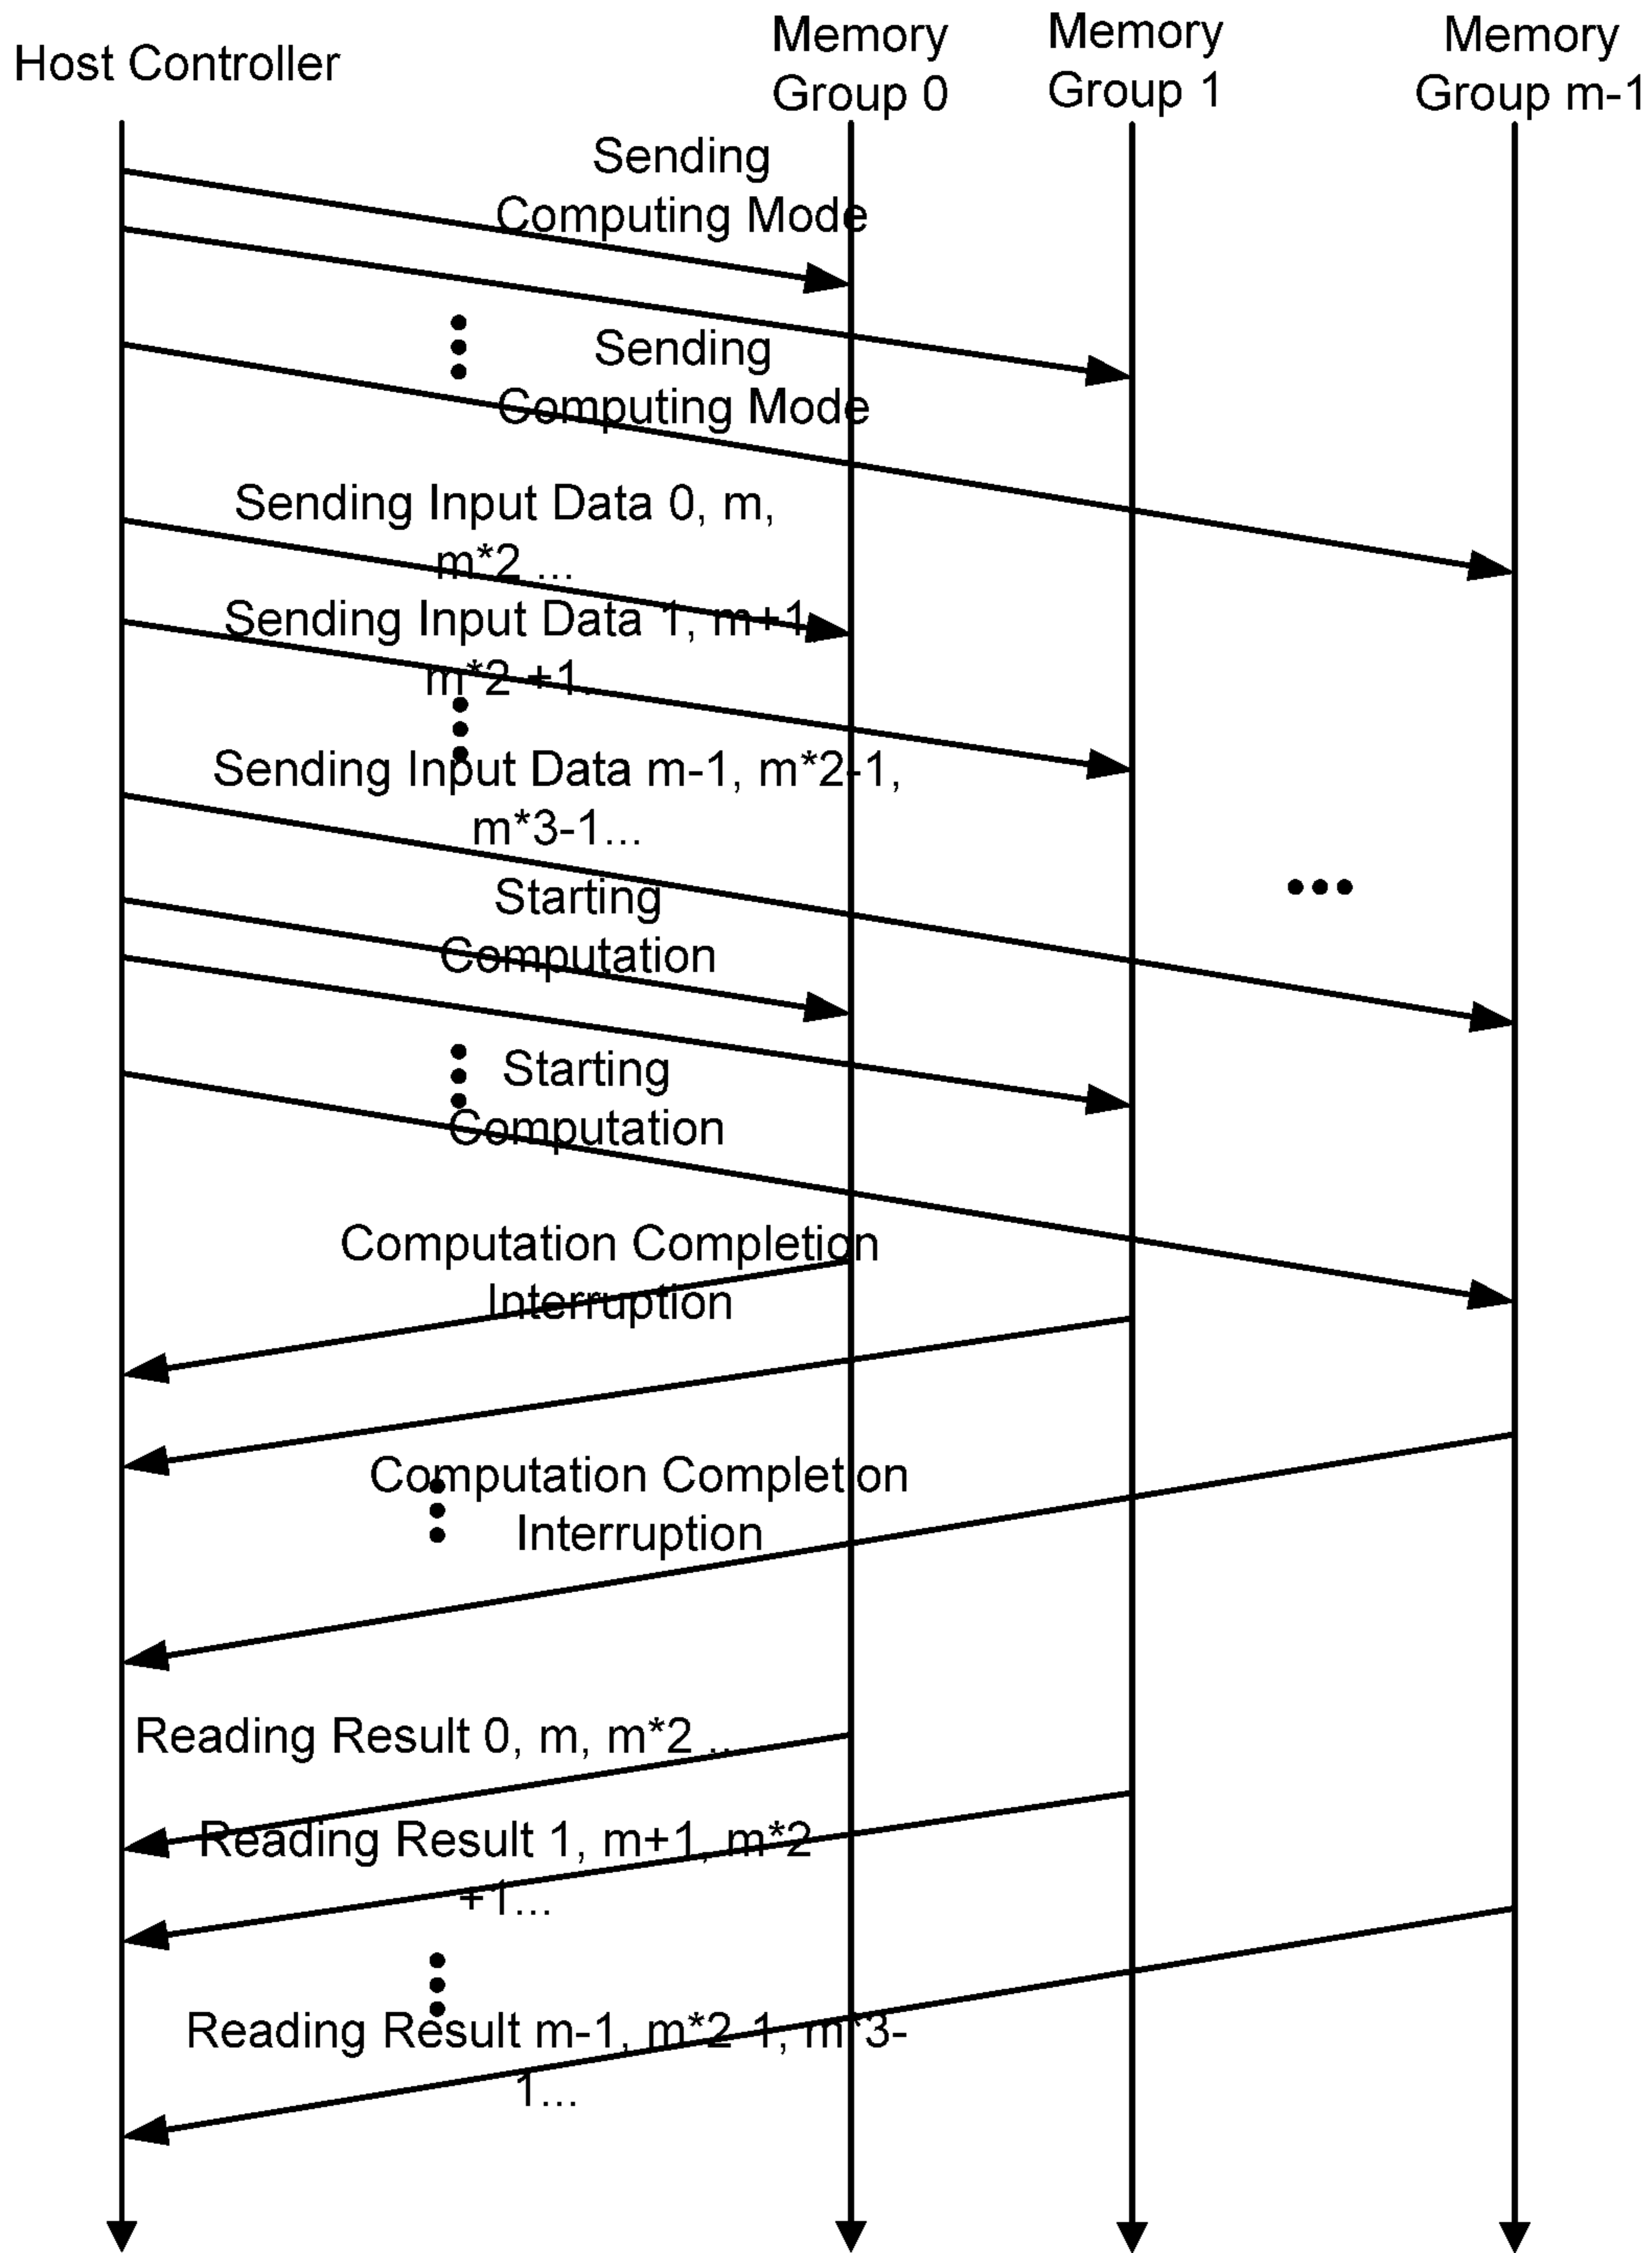 Host Controller
Memory
Group 0
Memory
Group 1
Memory
Group m-1
Sending
Computing Mode
Sending
Computing Mode
Sending Input Data 0, m,
m*2 ...
Sending Input Data 1, m+1
m*2 +1.
Sending Input Data m-1, m*2-1,
m*3-1...
Starting
Computation
Starting
Computation
Computation Completion
Interruption
Computation Completion
Interruption
Reading Result 0, m, m*2 ...
Reading Result 1, m+1, m*2
+1...
Reading Result m-1, m*2-1, m*3-
1...